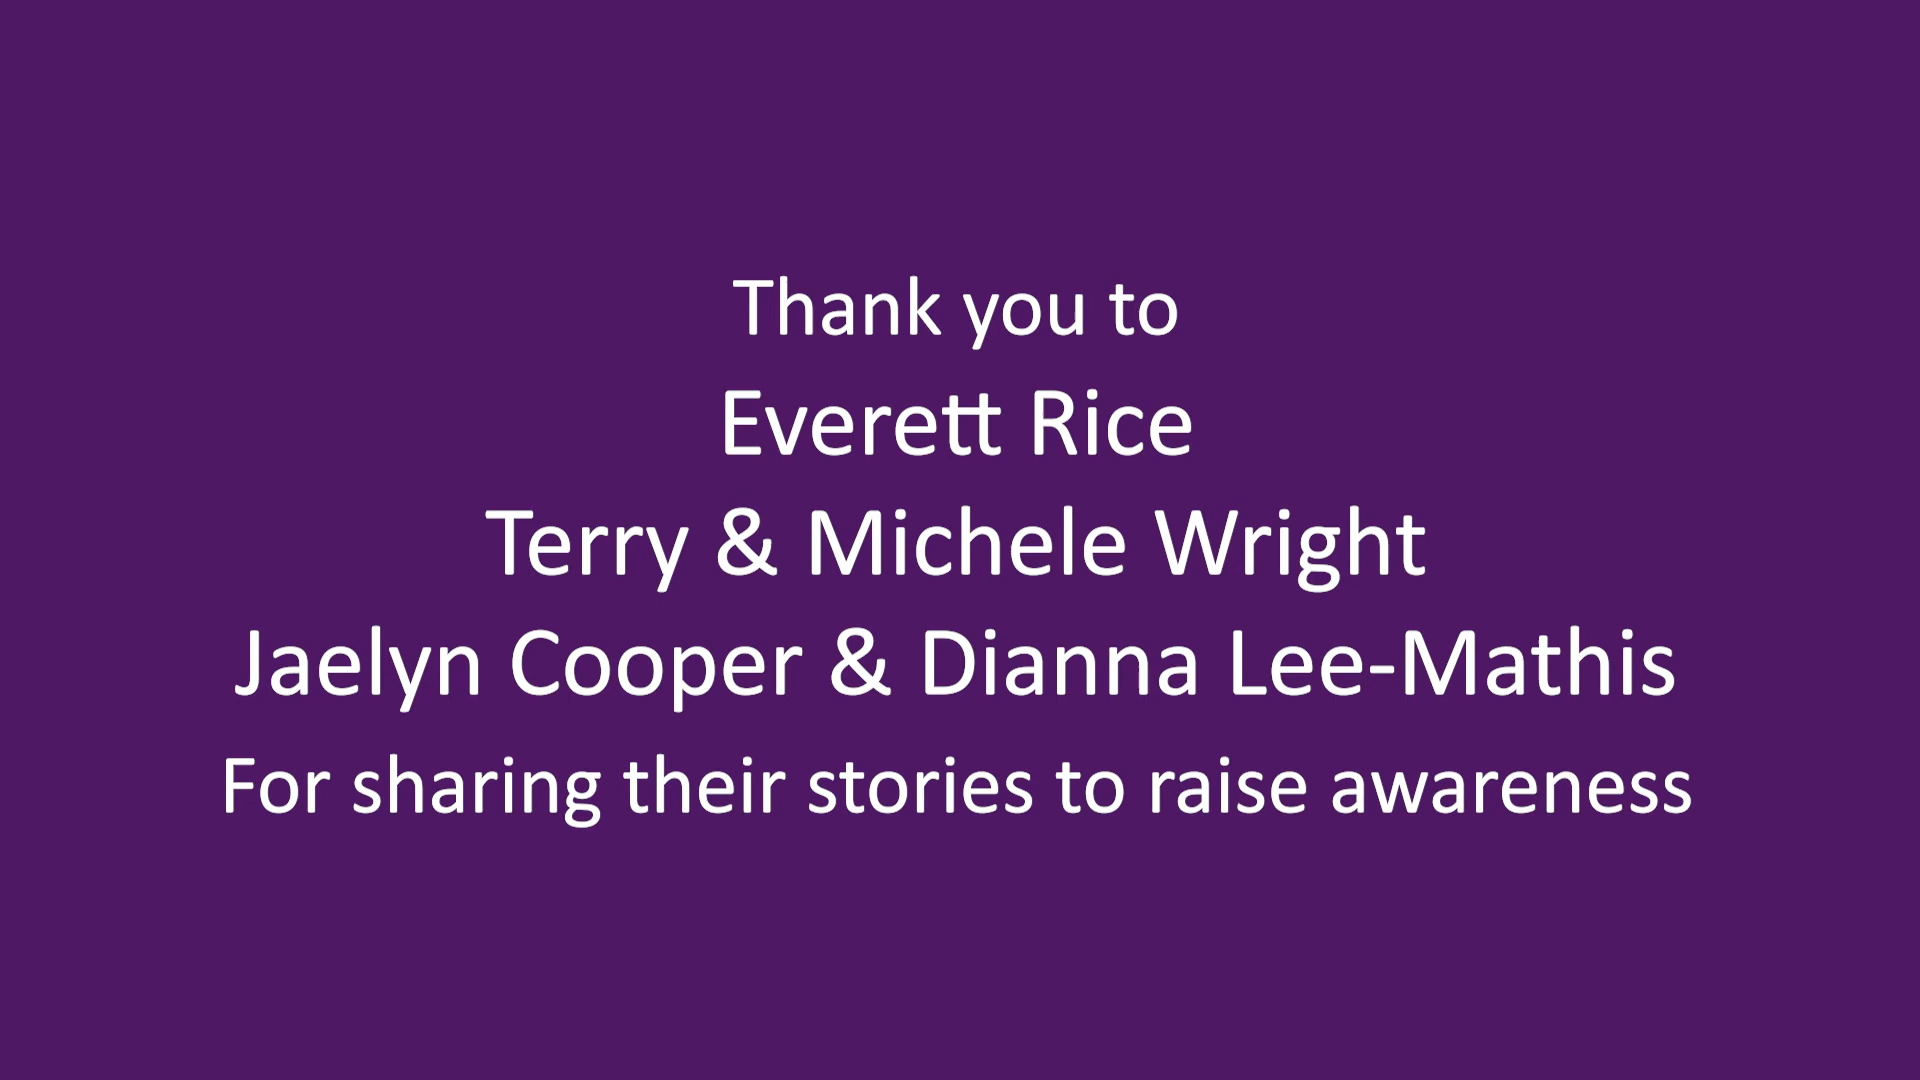 Thank you to
Everett Rice
Terry & Michele Wright
Jaelyn Cooper & Dianna Lee-Mathis
For sharing their stories to raise awareness